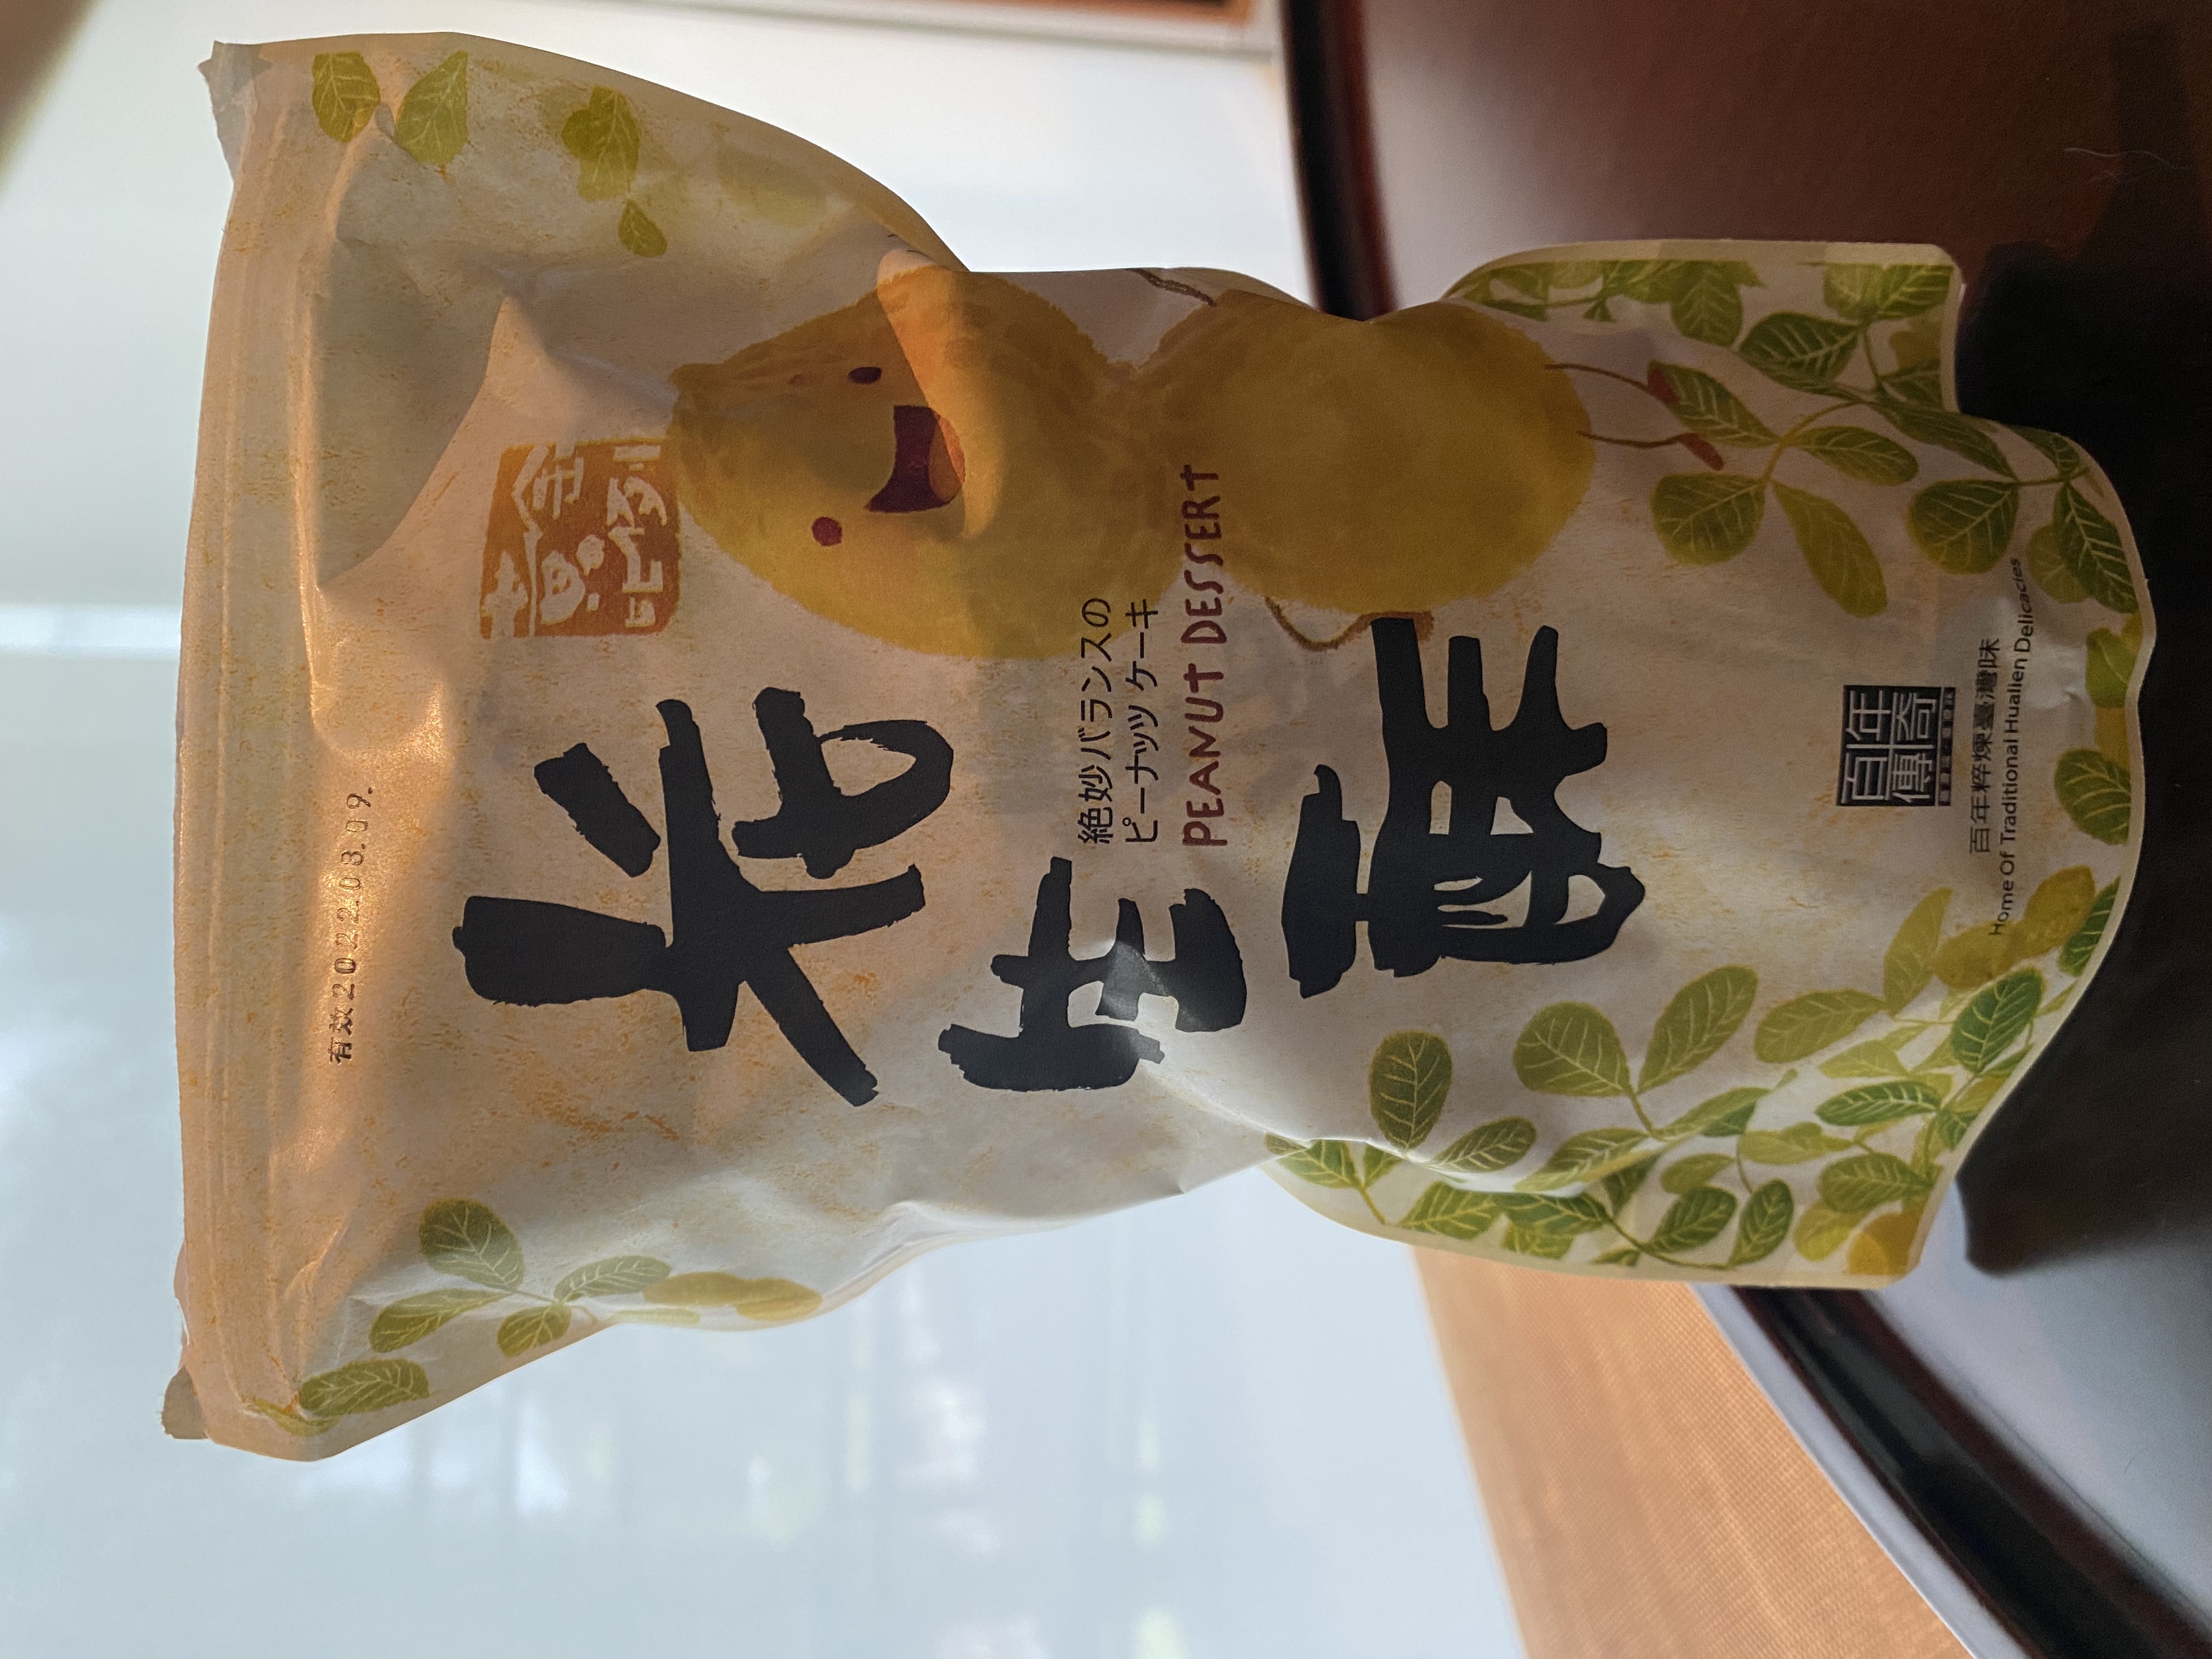 有效2022.08.09.
花生酥
絶妙バランスの
ピーナッツ ケーキ
PEANUT DESSERT
百年
傳奇
百年粹煉臺灣味
Home Of Traditional Hualien Delicacies